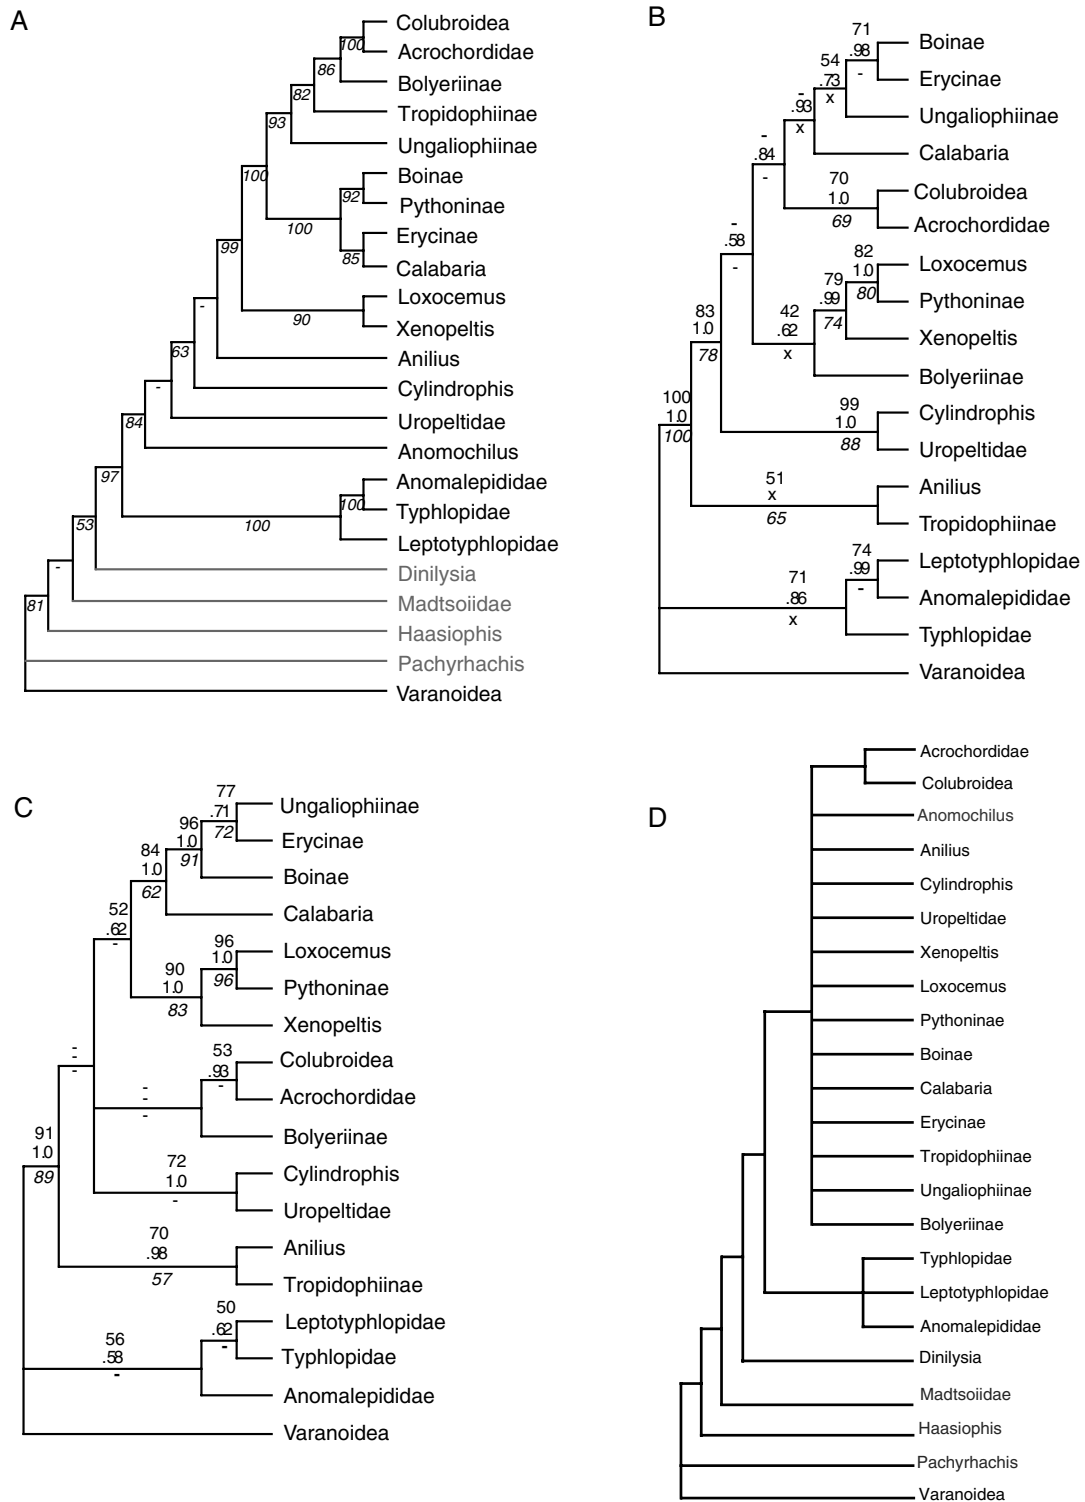 A
Colubroidea
100
Acrochordidae
86
Bolyeriinae
82
Tropidophiinae
93
Ungaliophiinae
100
Boinae
92
Pythoninae
100
Erycinae
99
85
Calabaria
Loxocemus
-
90
Xenopeltis
63
Anilius
-
Cylindrophis
84
Uropeltidae
Anomochilus
97
Anomalepididae
100
Typhlopidae
53
100
Leptotyphlopidae
-
Dinilysia
81
Madtsoiidae
Haasiophis
Pachyrhachis
Varanoidea
B
71
.98
-
Boinae
54
.73
x
Erycinae
-
.93
x
Ungaliophiinae
-
.84
-
Calabaria
70
1.0
69
Colubroidea
Acrochordidae
-
.58
-
82
1.0
80
Loxocemus
79
.99
74
Pythoninae
42
.62
x
Xenopeltis
83
1.0
78
Bolyeriinae
99
1.0
88
Cylindrophis
100
1.0
100
Uropeltidae
51
x
65
Anilius
Tropidophiinae
74
.99
-
Leptotyphlopidae
71
.86
x
Anomalepididae
Typhlopidae
Varanoidea
C
77
.71
72
Ungaliophiinae
96
1.0
91
Erycinae
84
1.0
62
Boinae
52
.62
-
Calabaria
96
1.0
96
Loxocemus
90
1.0
83
Pythoninae
Xenopeltis
-
-
-
53
.93
-
Colubroidea
-
-
-
Acrochordidae
Bolyeriinae
91
1.0
89
72
1.0
-
Cylindrophis
Uropeltidae
70
.98
57
Anilius
Tropidophiinae
50
.62
-
Leptotyphlopidae
56
.58
-
Typhlopidae
Anomalepididae
Varanoidea
D
Acrochordidae
Colubroidea
Anomochilus
Anilius
Cylindrophis
Uropeltidae
Xenopeltis
Loxocemus
Pythoninae
Boinae
Calabaria
Erycinae
Tropidophiinae
Ungaliophiinae
Bolyeriinae
Typhlopidae
Leptotyphlopidae
Anomalepididae
Dinilysia
Madtsoiidae
Haasiophis
Pachyrhachis
Varanoidea